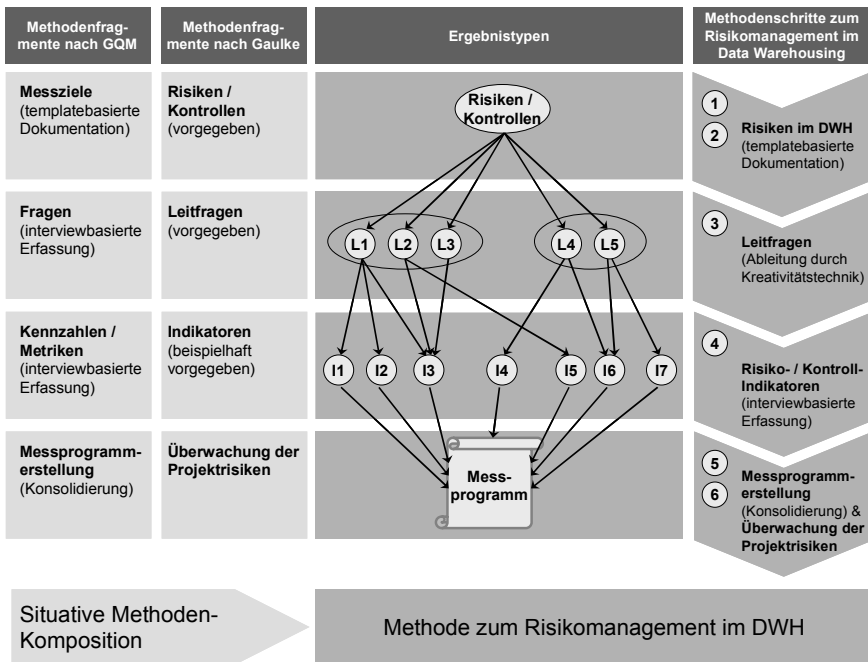 Methodenfrag-
mente nach GQM
Methodenfrag-
mente nach Gaulke
Ergebnistypen
Methodenschritte zum
Risikomanagement im
Data Warehousing
Messziele
(templatebasierte
Dokumentation)
Risiken /
Kontrollen
(vorgegeben)
Risiken /
Kontrollen
1
2
Risiken im DWH
(templatebasierte
Dokumentation)
Fragen
(interviewbasierte
Erfassung)
Leitfragen
(vorgegeben)
L1 L2 L3 L4 L5
3
Leitfragen
(Ableitung durch
Kreativitätstechnik)
Kennzahlen /
Metriken
(interviewbasierte
Erfassung)
Indikatoren
(beispielhaft
vorgegeben)
I1 I2 I3 I4 I5 I6 I7
4
Risiko- / Kontroll-
Indikatoren
(interviewbasierte
Erfassung)
Messprogramm-
erstellung
(Konsolidierung)
Überwachung der
Projektrisiken
Mess-
programm
5
6
Messprogramm-
erstellung
(Konsolidierung) &
Überwachung der
Projektrisiken
Situative Methoden-
Komposition
Methode zum Risikomanagement im DWH